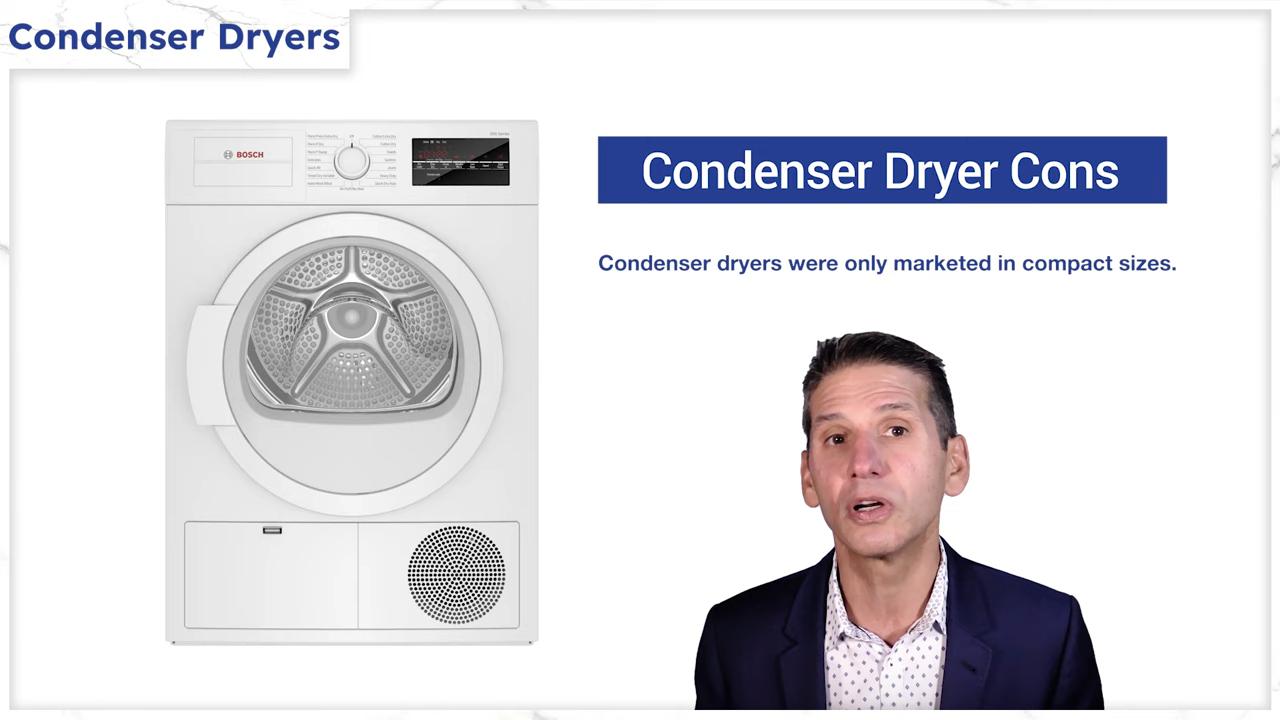 Condenser Dryers
BOSCH
Condenser Dryer Cons
Condenser dryers were only marketed in compact sizes.